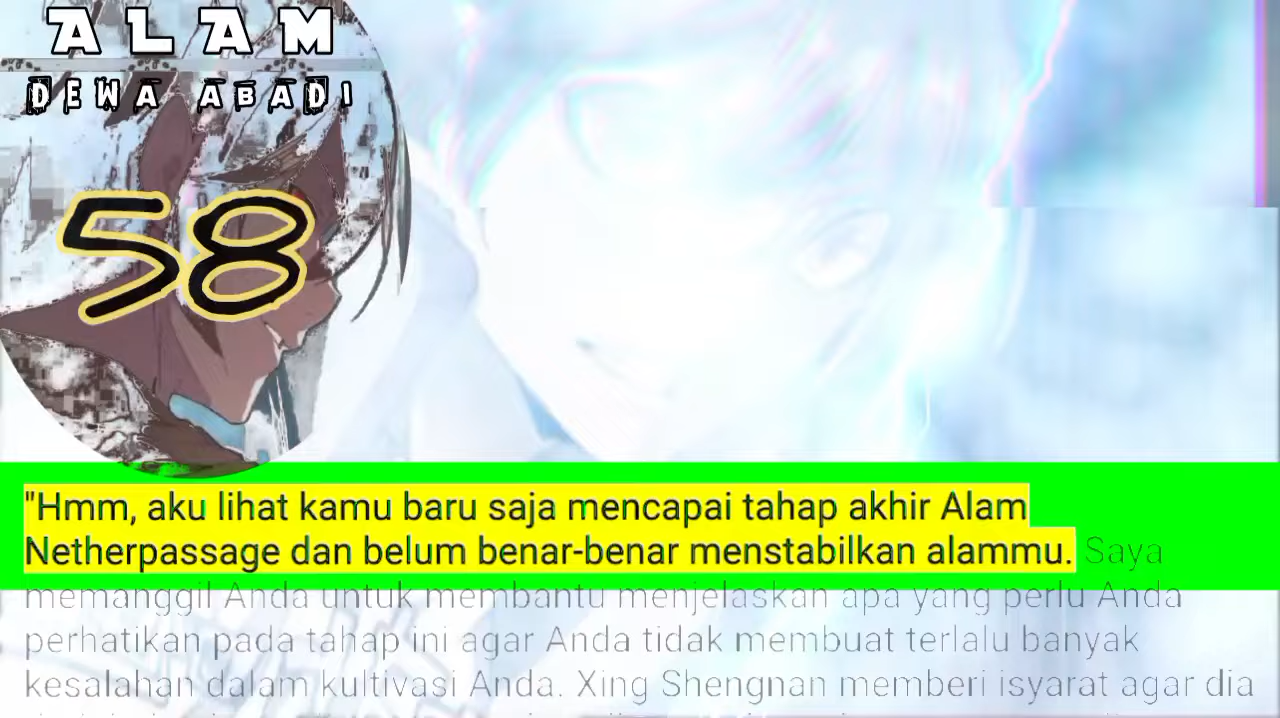 ALAM
DEWA ABADI
58
"Hmm, aku lihat kamu baru saja mencapai tahap akhir Alam
Netherpassage dan belum benar-benar menstabilkan alammu. Saya
memanggil Anda untuk membantu menjelaskan apa yang perlu Anda
perhatikan pada tahap ini agar Anda tidak membuat terlalu banyak
kesalahan dalam kultivasi Anda. Xing Shengnan memberi isyarat agar dia